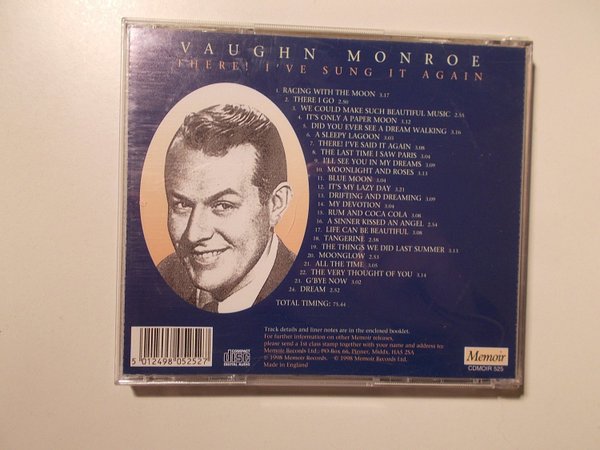 VAUGHN MONROE
THERE! I'VE SUNG IT AGAIN
1. RACING WITH THE MOON 3.17
2. THERE I GO 2.50
3. WE COULD MAKE SUCH BEAUTIFUL MUSIC 2.55
4. IT'S ONLY A PAPER MOON 3.12
5. DID YOU EVER SEE A DREAM WALKING 3.16
6. A SLEEPY LAGOON 3.03
7. THERE! I'VE SAID IT AGAIN 3.08
8. THE LAST TIME I SAW PARIS 3.04
9. I'LL SEE YOU IN MY DREAMS 3.09
10. MOONLIGHT AND ROSES 3.13
11. BLUE MOON 3.04
12. IT'S MY LAZY DAY 3.21
13. DRIFTING AND DREAMING 3.09
14. MY DEVOTION 3.04
15. RUM AND COCA COLA 3.08
16. A SINNER KISSED AN ANGEL 2.54
17. LIFE CAN BE BEAUTIFUL 3.08
18. TANGERINE 2.58
19. THE THINGS WE DID LAST SUMMER 3.13
20. MOONGLOW 2.53
21. ALL THE TIME 3.05
22. THE VERY THOUGHT OF YOU 3.14
23. G'BYE NOW 3.02
24. DREAM 2.52
TOTAL TIMING: 75.44
Track details and liner notes are in the enclosed booklet.
For further information on other Memoir releases,
please send a 1st class stamp together with your name and address to:
Memoir Records Ltd; PO Box 66, Pinner, Middx, HA5 2SA
℗ 1998 Memoir Records. © 1998 Memoir Records Ltd.
Made in England
5 012498 052527
COMPACT
disc
DIGITAL AUDIO
Memoir
CDMOIR 525